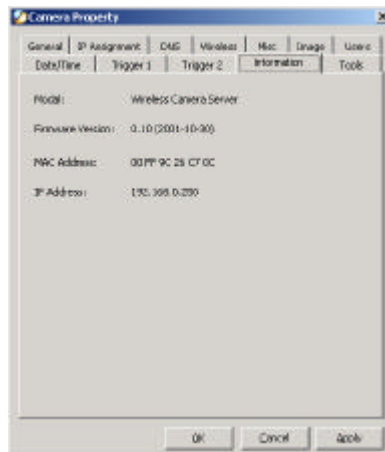 Camera Property
General IP Assignment DNS Wireless Misc Image Users
Date/Time Trigger 1 Trigger 2 Information Tools
Model: Wireless Camera Server
Firmware Version: 0.10 (2001-10-30)
MAC Address: 00 FF 9C 25 C7 0C
IP Address: 192.168.0.250
OK Cancel Apply